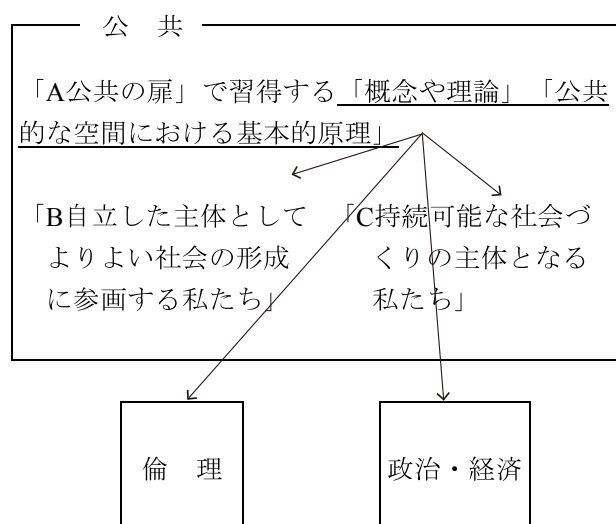 公　共
「A公共の扉」で習得する「概念や理論」「公共
的な空間における基本的原理」
「B自立した主体として
よりよい社会の形成
に参画する私たち」
「C持続可能な社会づ
くりの主体となる
私たち」
倫　理
政治・経済